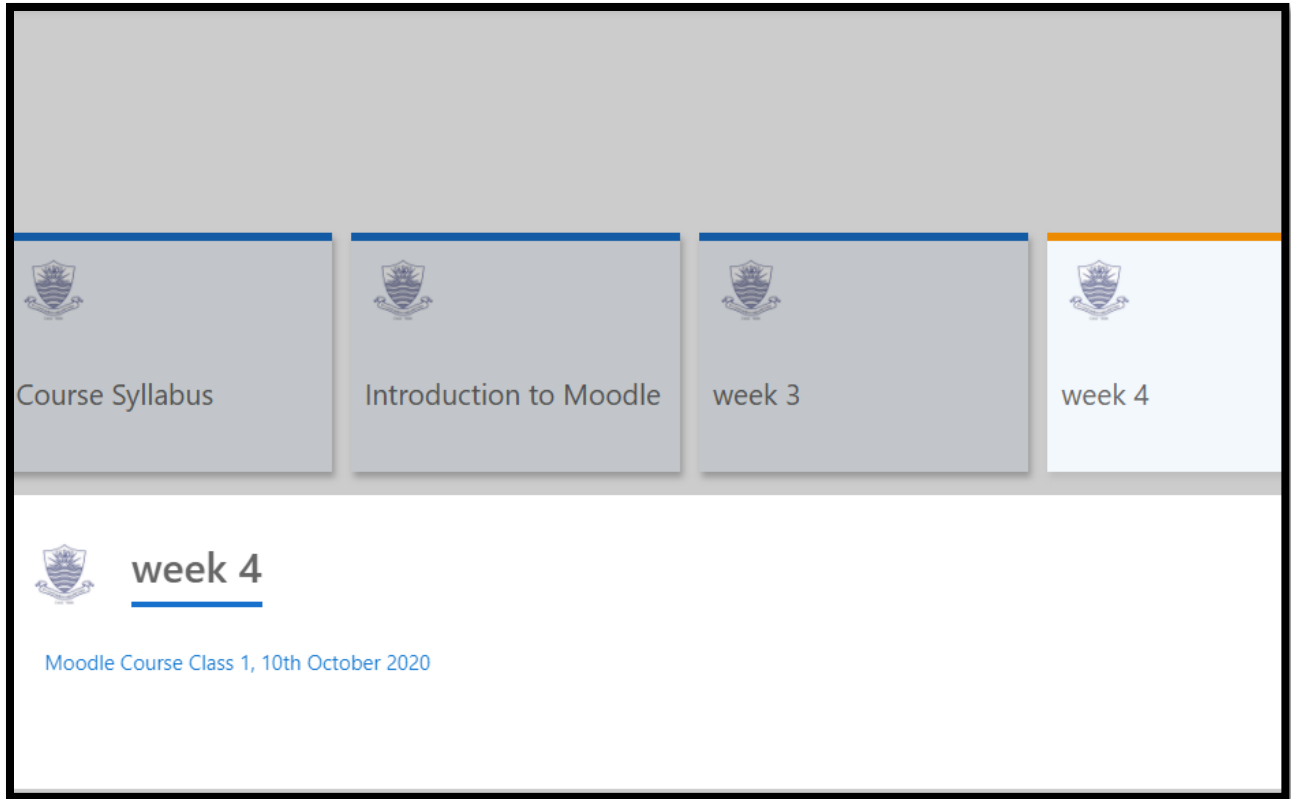 Course Syllabus
Introduction to Moodle
week 3
week 4
week 4
Moodle Course Class 1, 10th October 2020